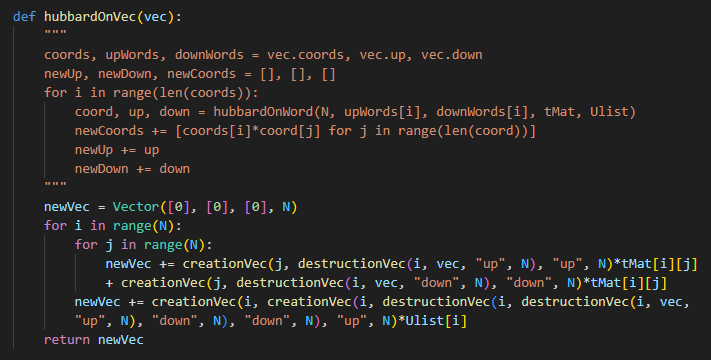 def hubbardOnVec(vec):
    """
    coords, upWords, downWords = vec.coords, vec.up, vec.down
    newUp, newDown, newCoords = [], [], []
    for i in range(len(coords)):
        coord, up, down = hubbardOnWord(N, upWords[i], downWords[i], tMat, Ulist)
        newCoords += [coords[i]*coord[j] for j in range(len(coord))]
        newUp += up
        newDown += down
    """
    newVec = Vector([0], [0], [0], N)
    for i in range(N):
        for j in range(N):
            newVec += creationVec(j, destructionVec(i, vec, "up", N), "up", N)*tMat[i][j]
            + creationVec(j, destructionVec(i, vec, "down", N), "down", N)*tMat[i][j]
        newVec += creationVec(i, creationVec(i, destructionVec(i, destructionVec(i, vec,
        "up", N), "down", N), "down", N), "up", N)*Ulist[i]
    return newVec